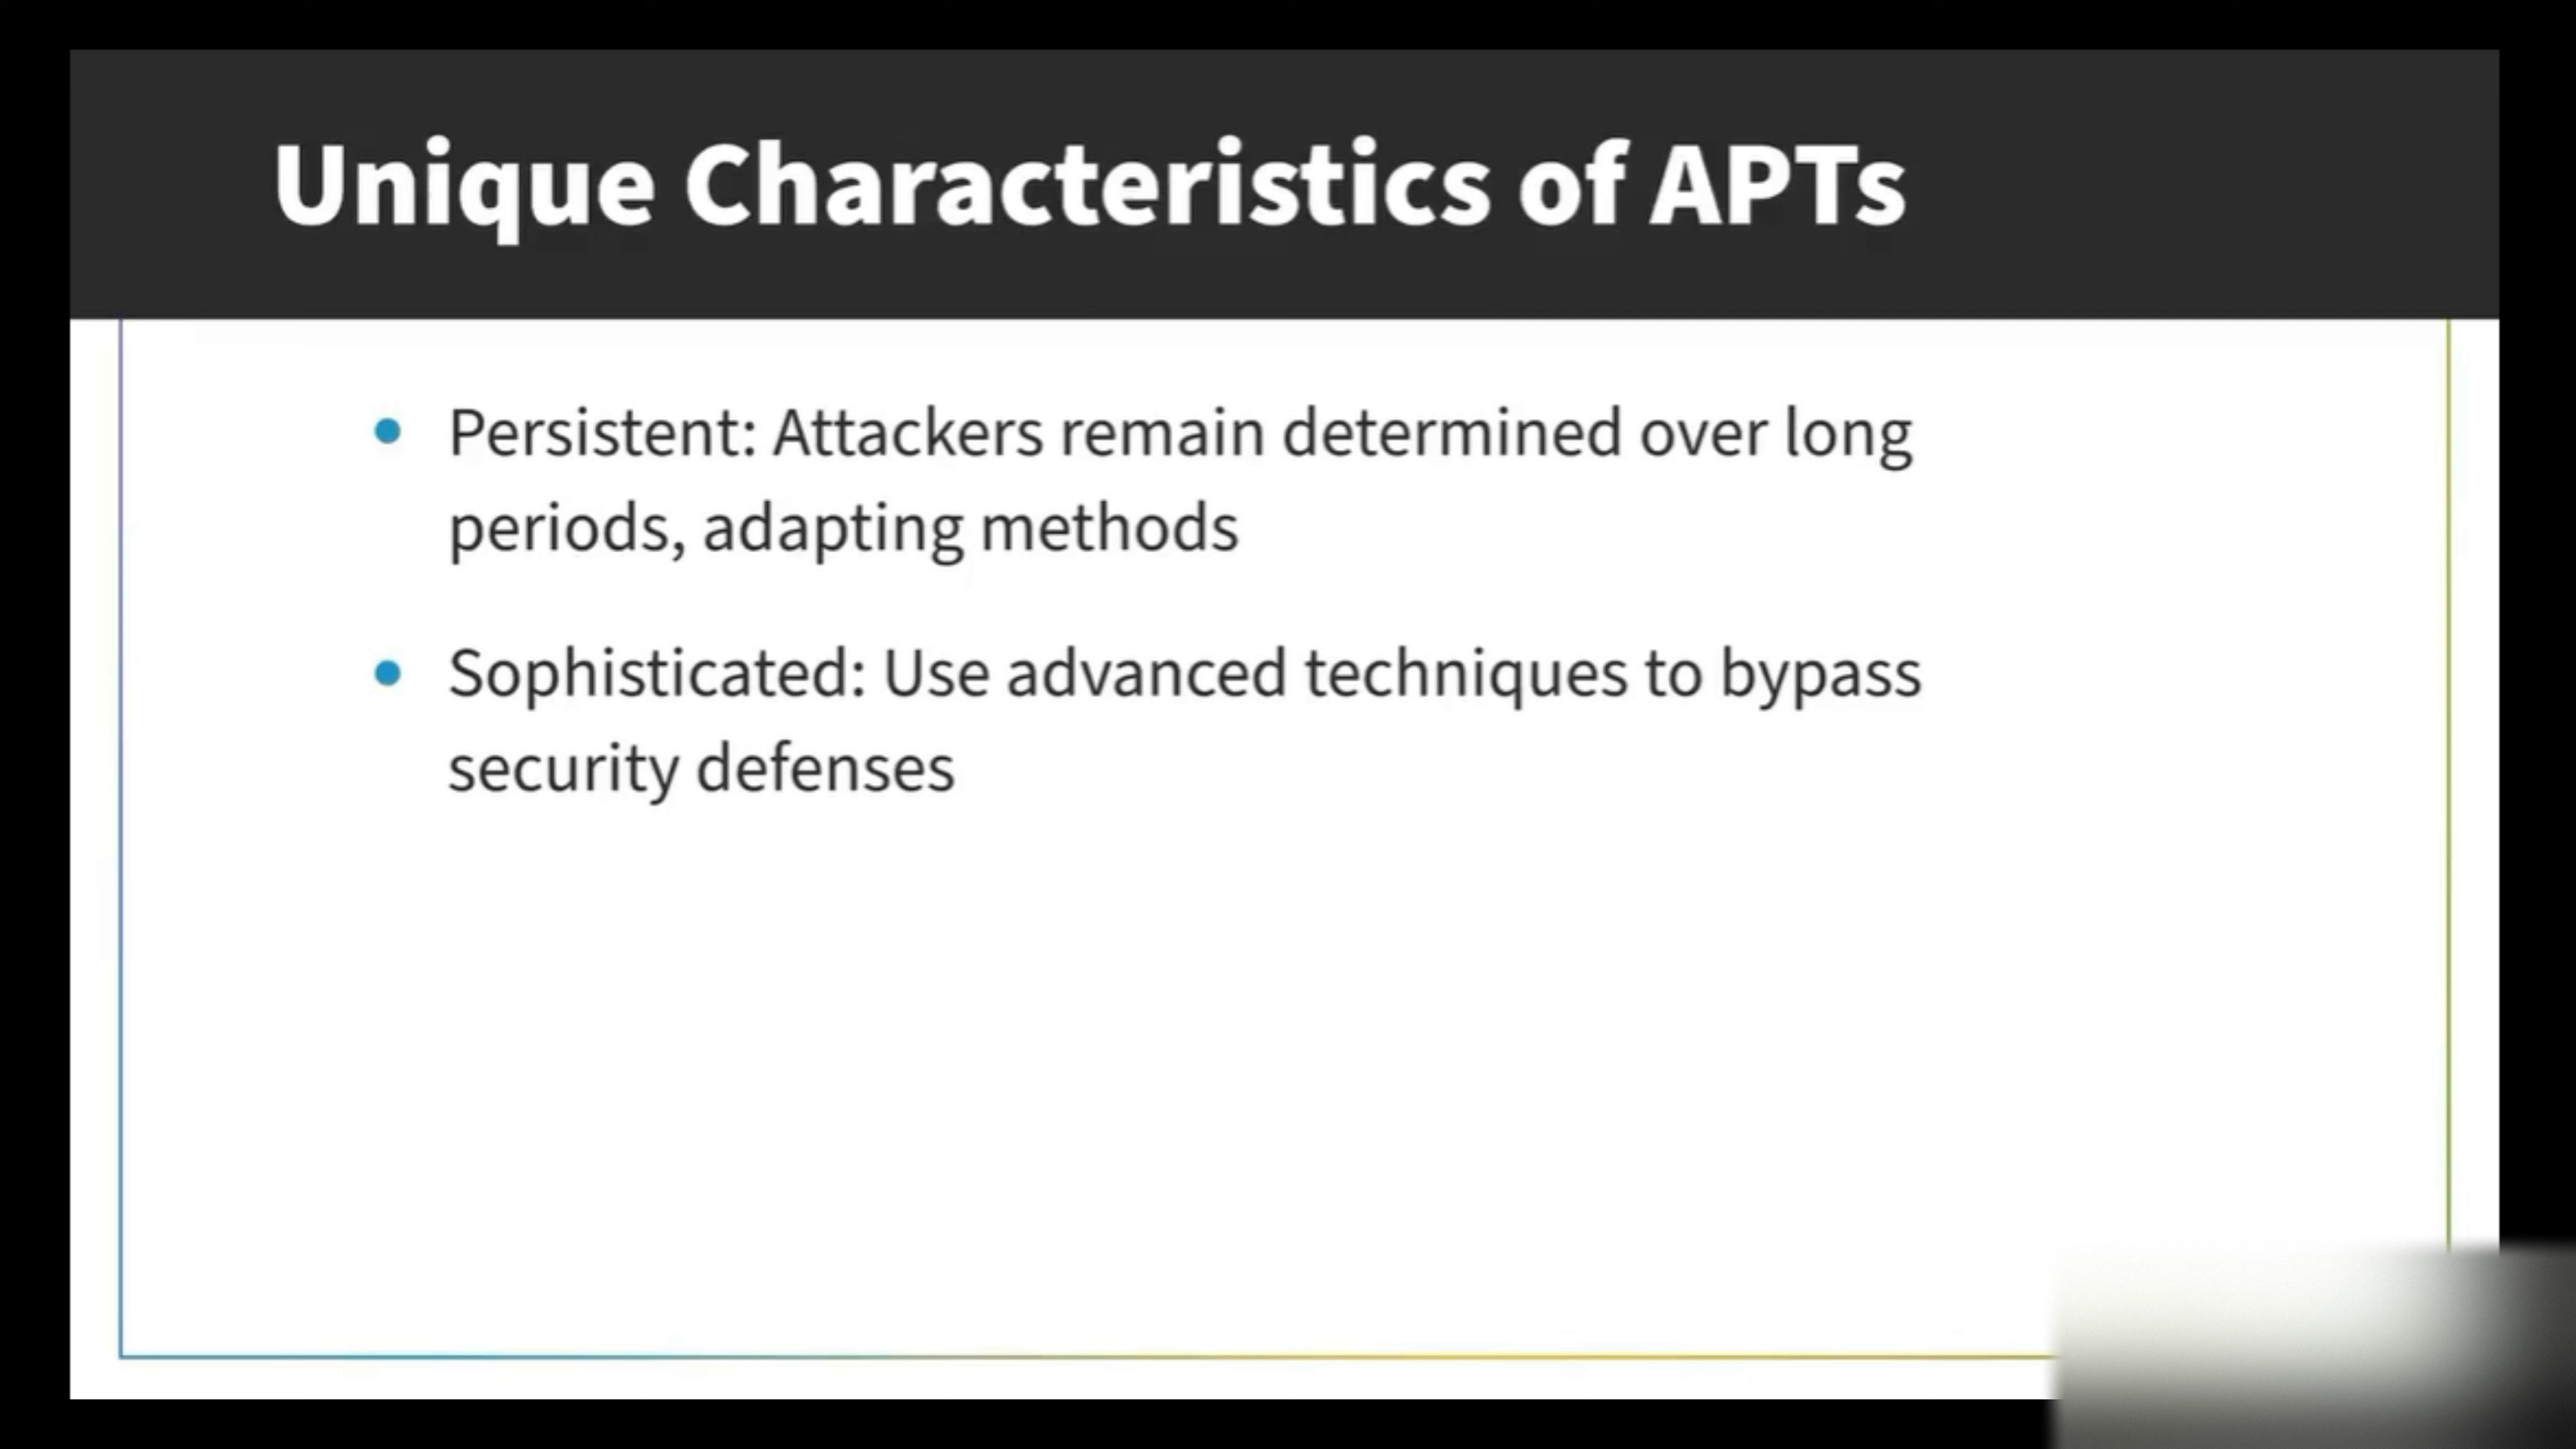 Unique Characteristics of APTs
Persistent: Attackers remain determined over long
periods, adapting methods
Sophisticated: Use advanced techniques to bypass
security defenses